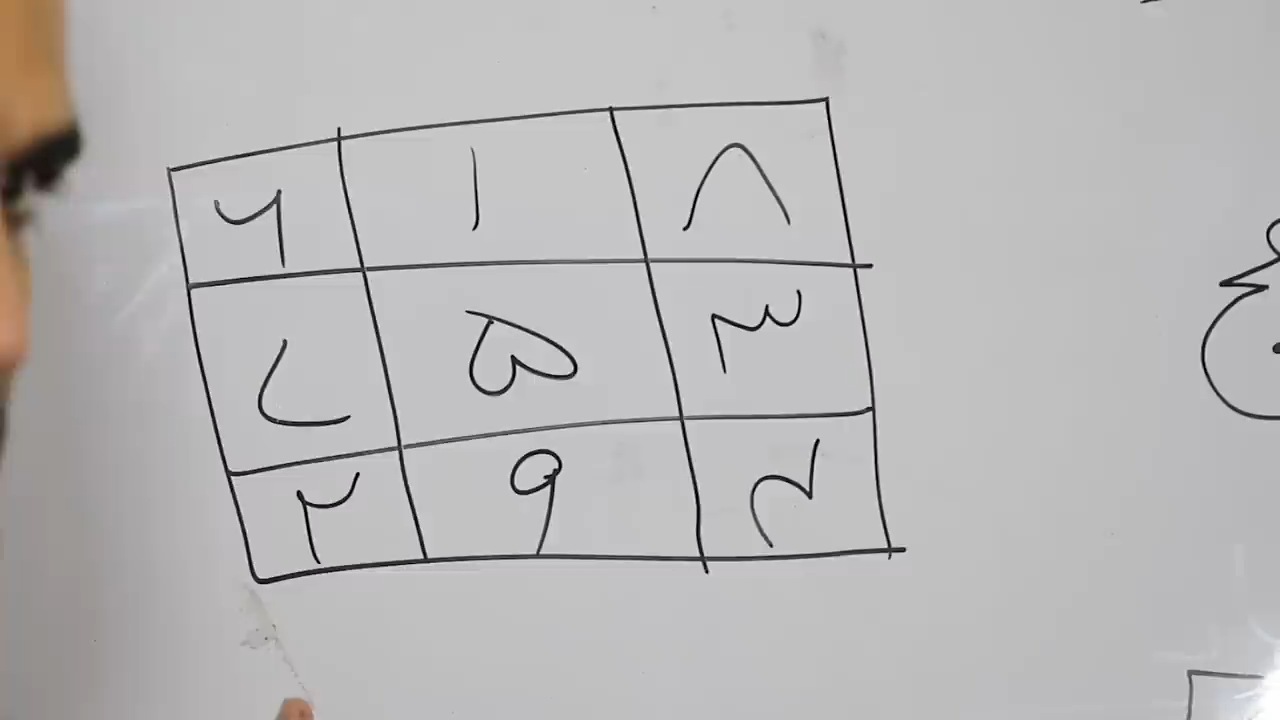 ۶ ۱ ۸
۷ ۵ ۳
۲ ۹ ۴